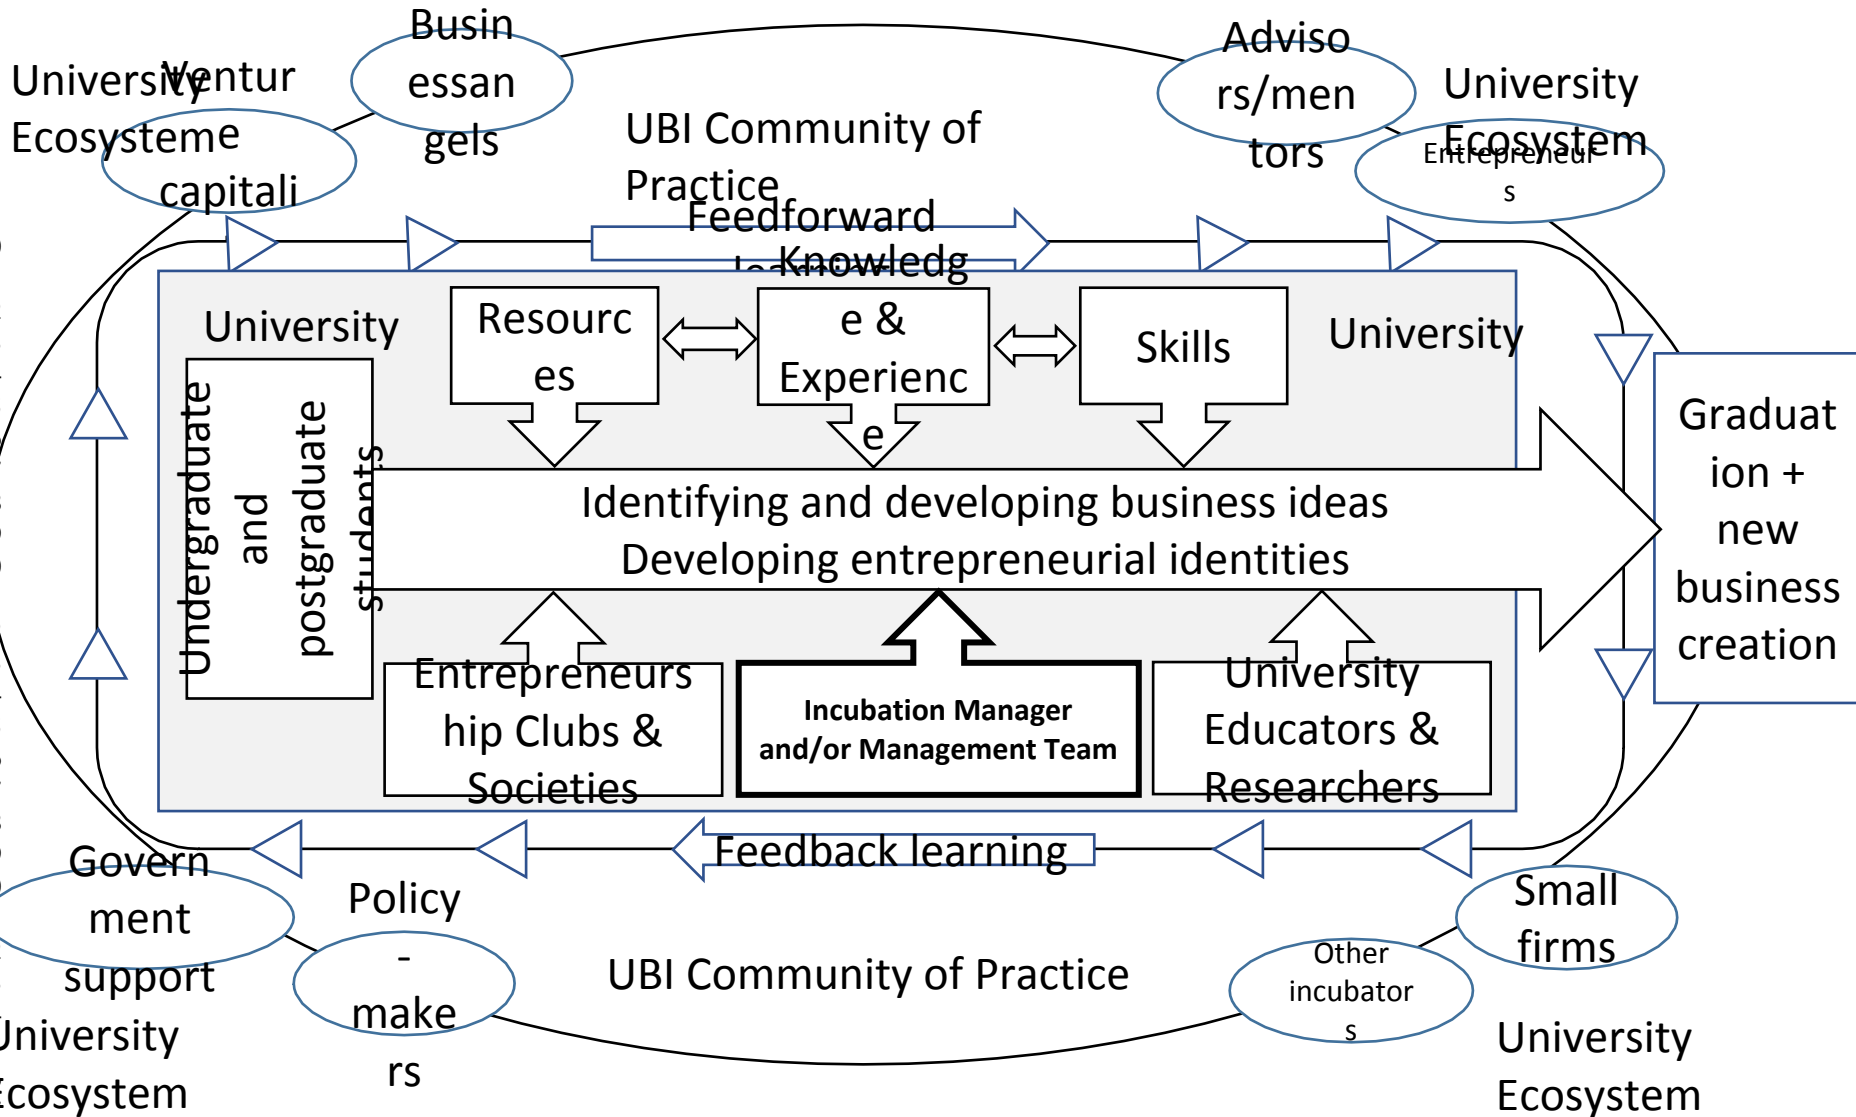 Busin
essan
gels
Adviso
rs/men
tors
University
Ecosystem
Ventur
e
capitali
UBI Community of
Practice
University
Ecosystem
Entrepreneur
s
Feedforward
learning
University
Resourc
es
Knowledg
e &
Experienc
e
Skills
University
Undergraduate
and
postgraduate
students
Identifying and developing business ideas
Developing entrepreneurial identities
Graduat
ion +
new
business
creation
Entrepreneurs
hip Clubs &
Societies
Incubation Manager
and/or Management Team
University
Educators &
Researchers
Feedback learning
Govern
ment
support
Policy
-
make
rs
UBI Community of Practice
Other
incubator
s
Small
firms
University
Ecosystem
University
Ecosystem